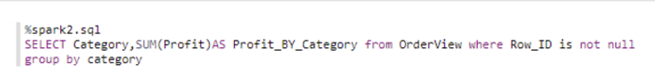 %spark2.sql
SELECT Category,SUM(Profit)AS Profit_BY_Category from OrderView where Row_ID is not null
group by category